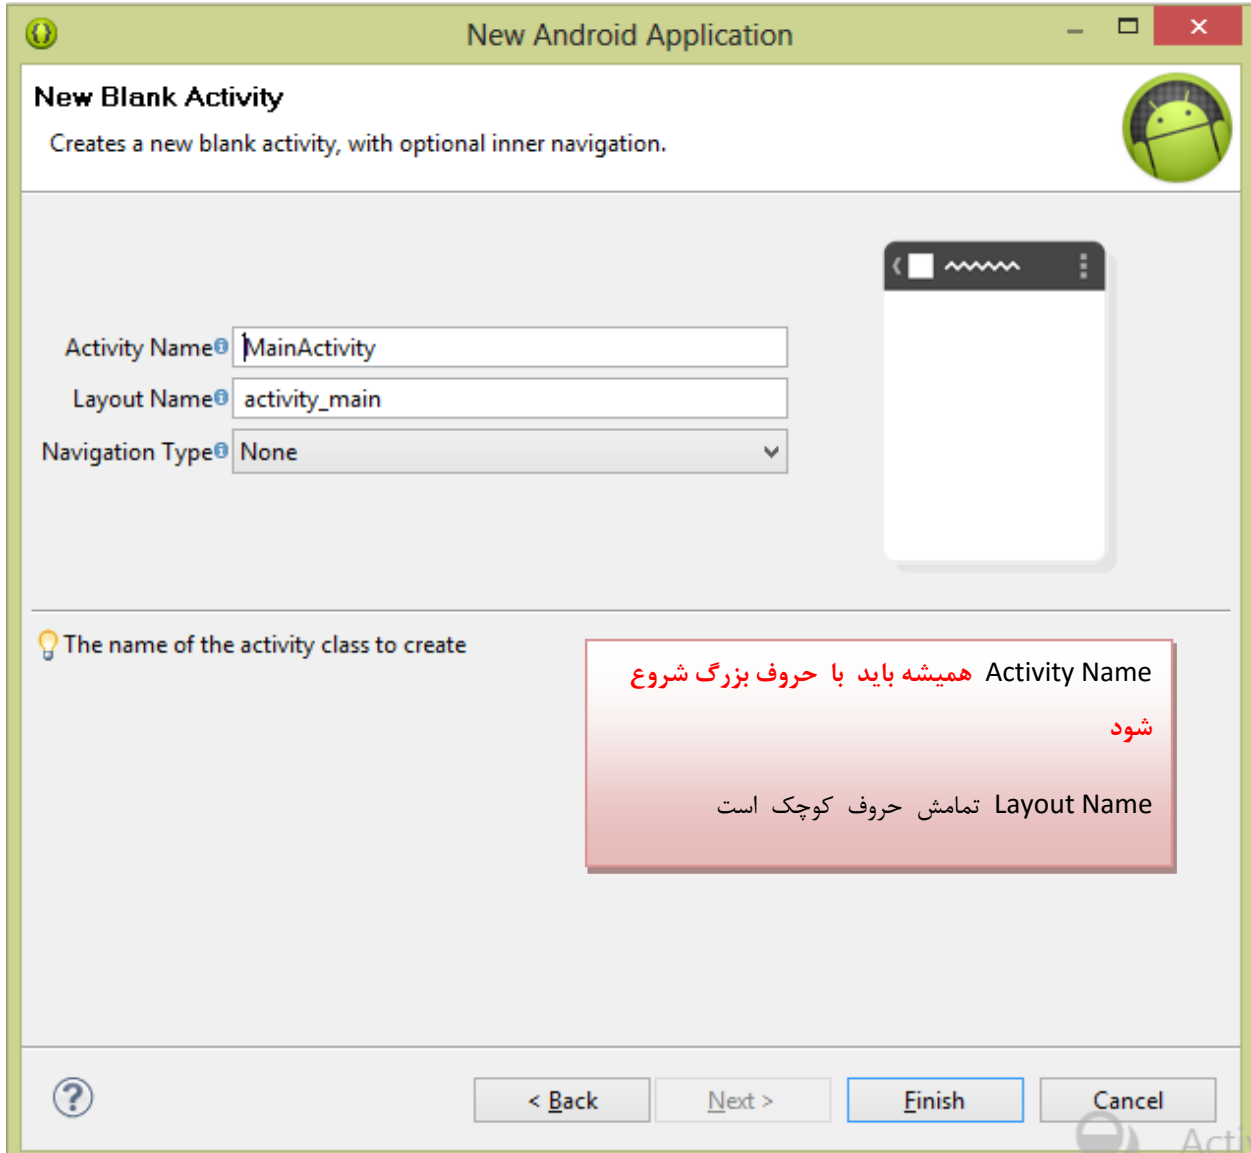 New Android Application
New Blank Activity
Creates a new blank activity, with optional inner navigation.
Activity Name MainActivity
Layout Name activity_main
Navigation Type None
The name of the activity class to create
Activity Name همیشه باید با حروف بزرگ شروع
شود
Layout Name تمامش حروف کوچک است
< Back Next > Finish Cancel